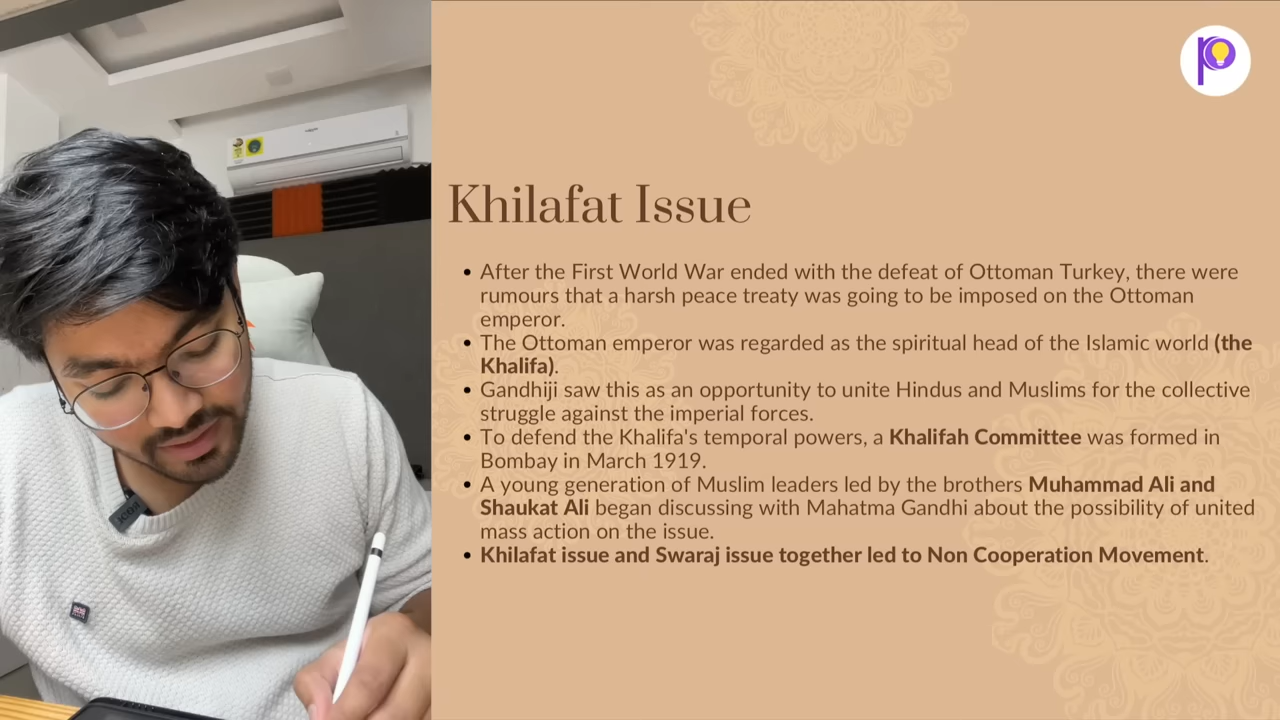 Khilafat Issue
• After the First World War ended with the defeat of Ottoman Turkey, there were
rumours that a harsh peace treaty was going to be imposed on the Ottoman
emperor.
• The Ottoman emperor was regarded as the spiritual head of the Islamic world (the
Khalifa).
• Gandhiji saw this as an opportunity to unite Hindus and Muslims for the collective
struggle against the imperial forces.
• To defend the Khalifa's temporal powers, a Khalifah Committee was formed in
Bombay in March 1919.
• A young generation of Muslim leaders led by the brothers Muhammad Ali and
Shaukat Ali began discussing with Mahatma Gandhi about the possibility of united
mass action on the issue.
• Khilafat issue and Swaraj issue together led to Non Cooperation Movement.